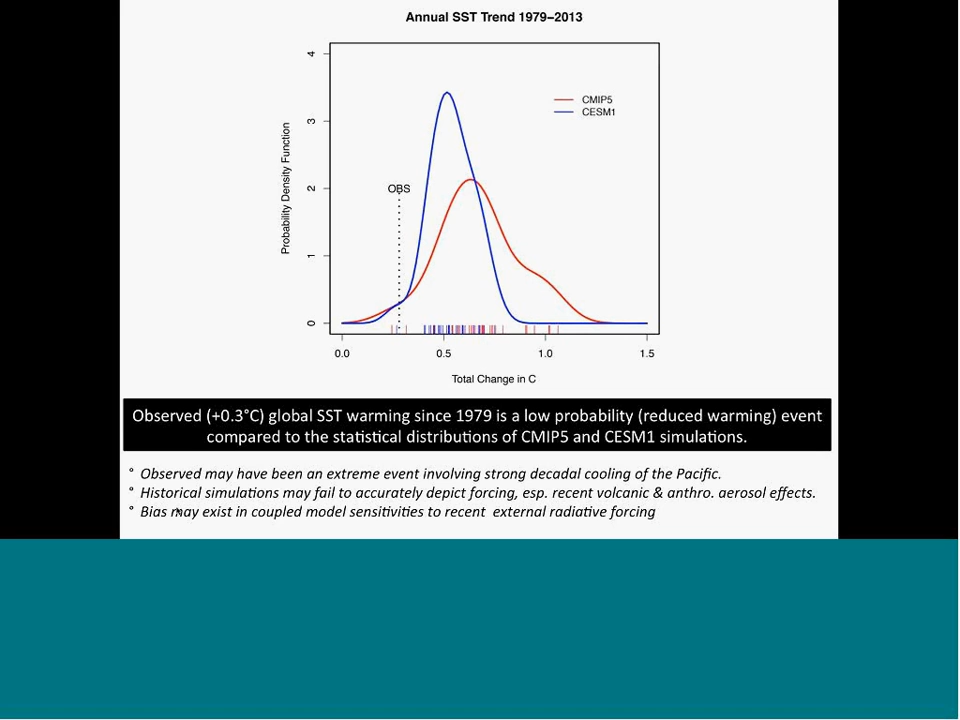 Annual SST Trend 1979–2013
4
3
2
1
0
Probability Density Function
CMIP5
CESM1
OBS
0.0 0.5 1.0 1.5
Total Change in C
Observed (+0.3°C) global SST warming since 1979 is a low probability (reduced warming) event
compared to the statistical distributions of CMIP5 and CESM1 simulations.
° Observed may have been an extreme event involving strong decadal cooling of the Pacific.
° Historical simulations may fail to accurately depict forcing, esp. recent volcanic & anthro. aerosol effects.
° Bias may exist in coupled model sensitivities to recent external radiative forcing